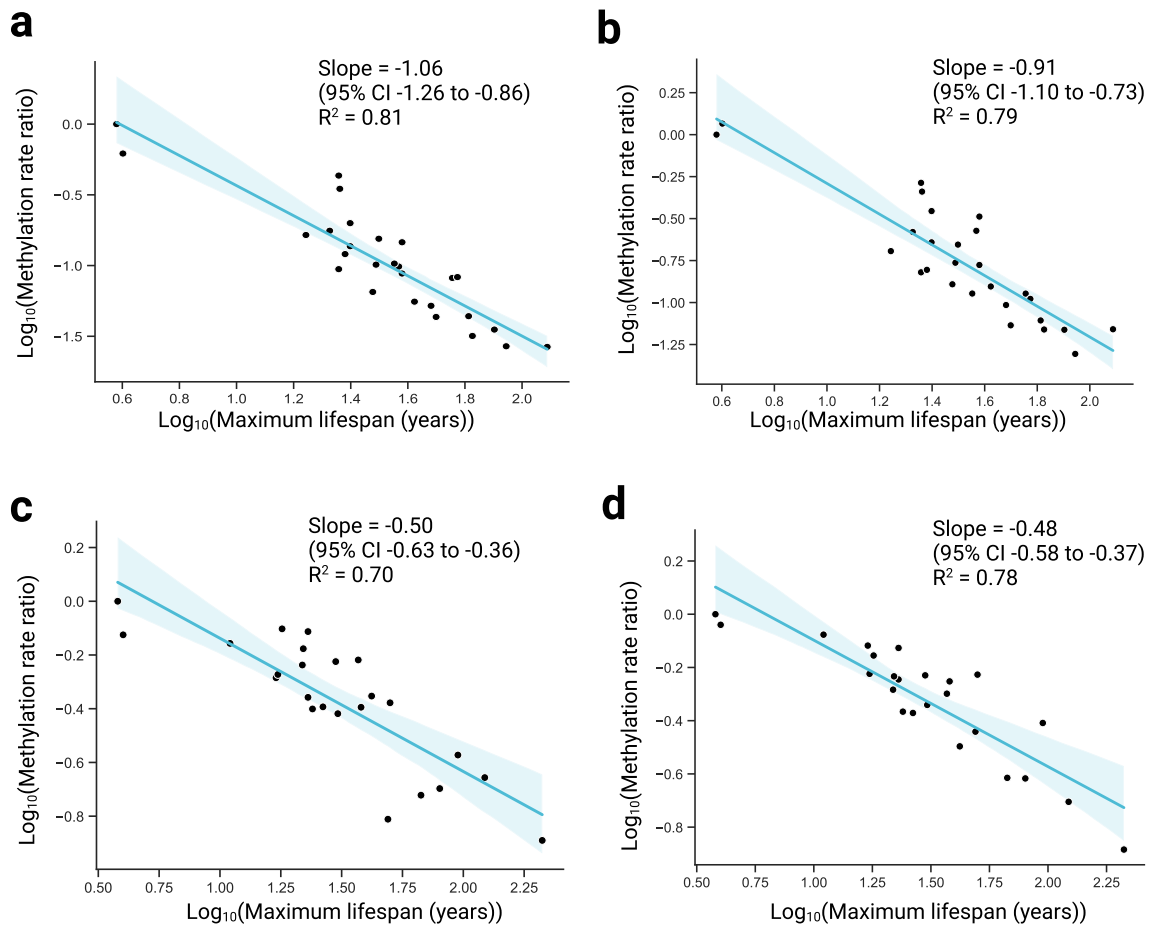 a
Slope = -1.06
(95% CI -1.26 to -0.86)
R² = 0.81
Log₁₀(Methylation rate ratio)
0.0
−0.5
−1.0
−1.5
0.6 0.8 1.0 1.2 1.4 1.6 1.8 2.0
Log₁₀(Maximum lifespan (years))
b
Slope = -0.91
(95% CI -1.10 to -0.73)
R² = 0.79
Log₁₀(Methylation rate ratio)
0.25
0.00
−0.25
−0.50
−0.75
−1.00
−1.25
0.6 0.8 1.0 1.2 1.4 1.6 1.8 2.0
Log₁₀(Maximum lifespan (years))
c
Slope = -0.50
(95% CI -0.63 to -0.36)
R² = 0.70
Log₁₀(Methylation rate ratio)
0.2
0.0
−0.2
−0.4
−0.6
−0.8
0.50 0.75 1.00 1.25 1.50 1.75 2.00 2.25
Log₁₀(Maximum lifespan (years))
d
Slope = -0.48
(95% CI -0.58 to -0.37)
R² = 0.78
Log₁₀(Methylation rate ratio)
0.2
0.0
−0.2
−0.4
−0.6
−0.8
0.50 0.75 1.00 1.25 1.50 1.75 2.00 2.25
Log₁₀(Maximum lifespan (years))